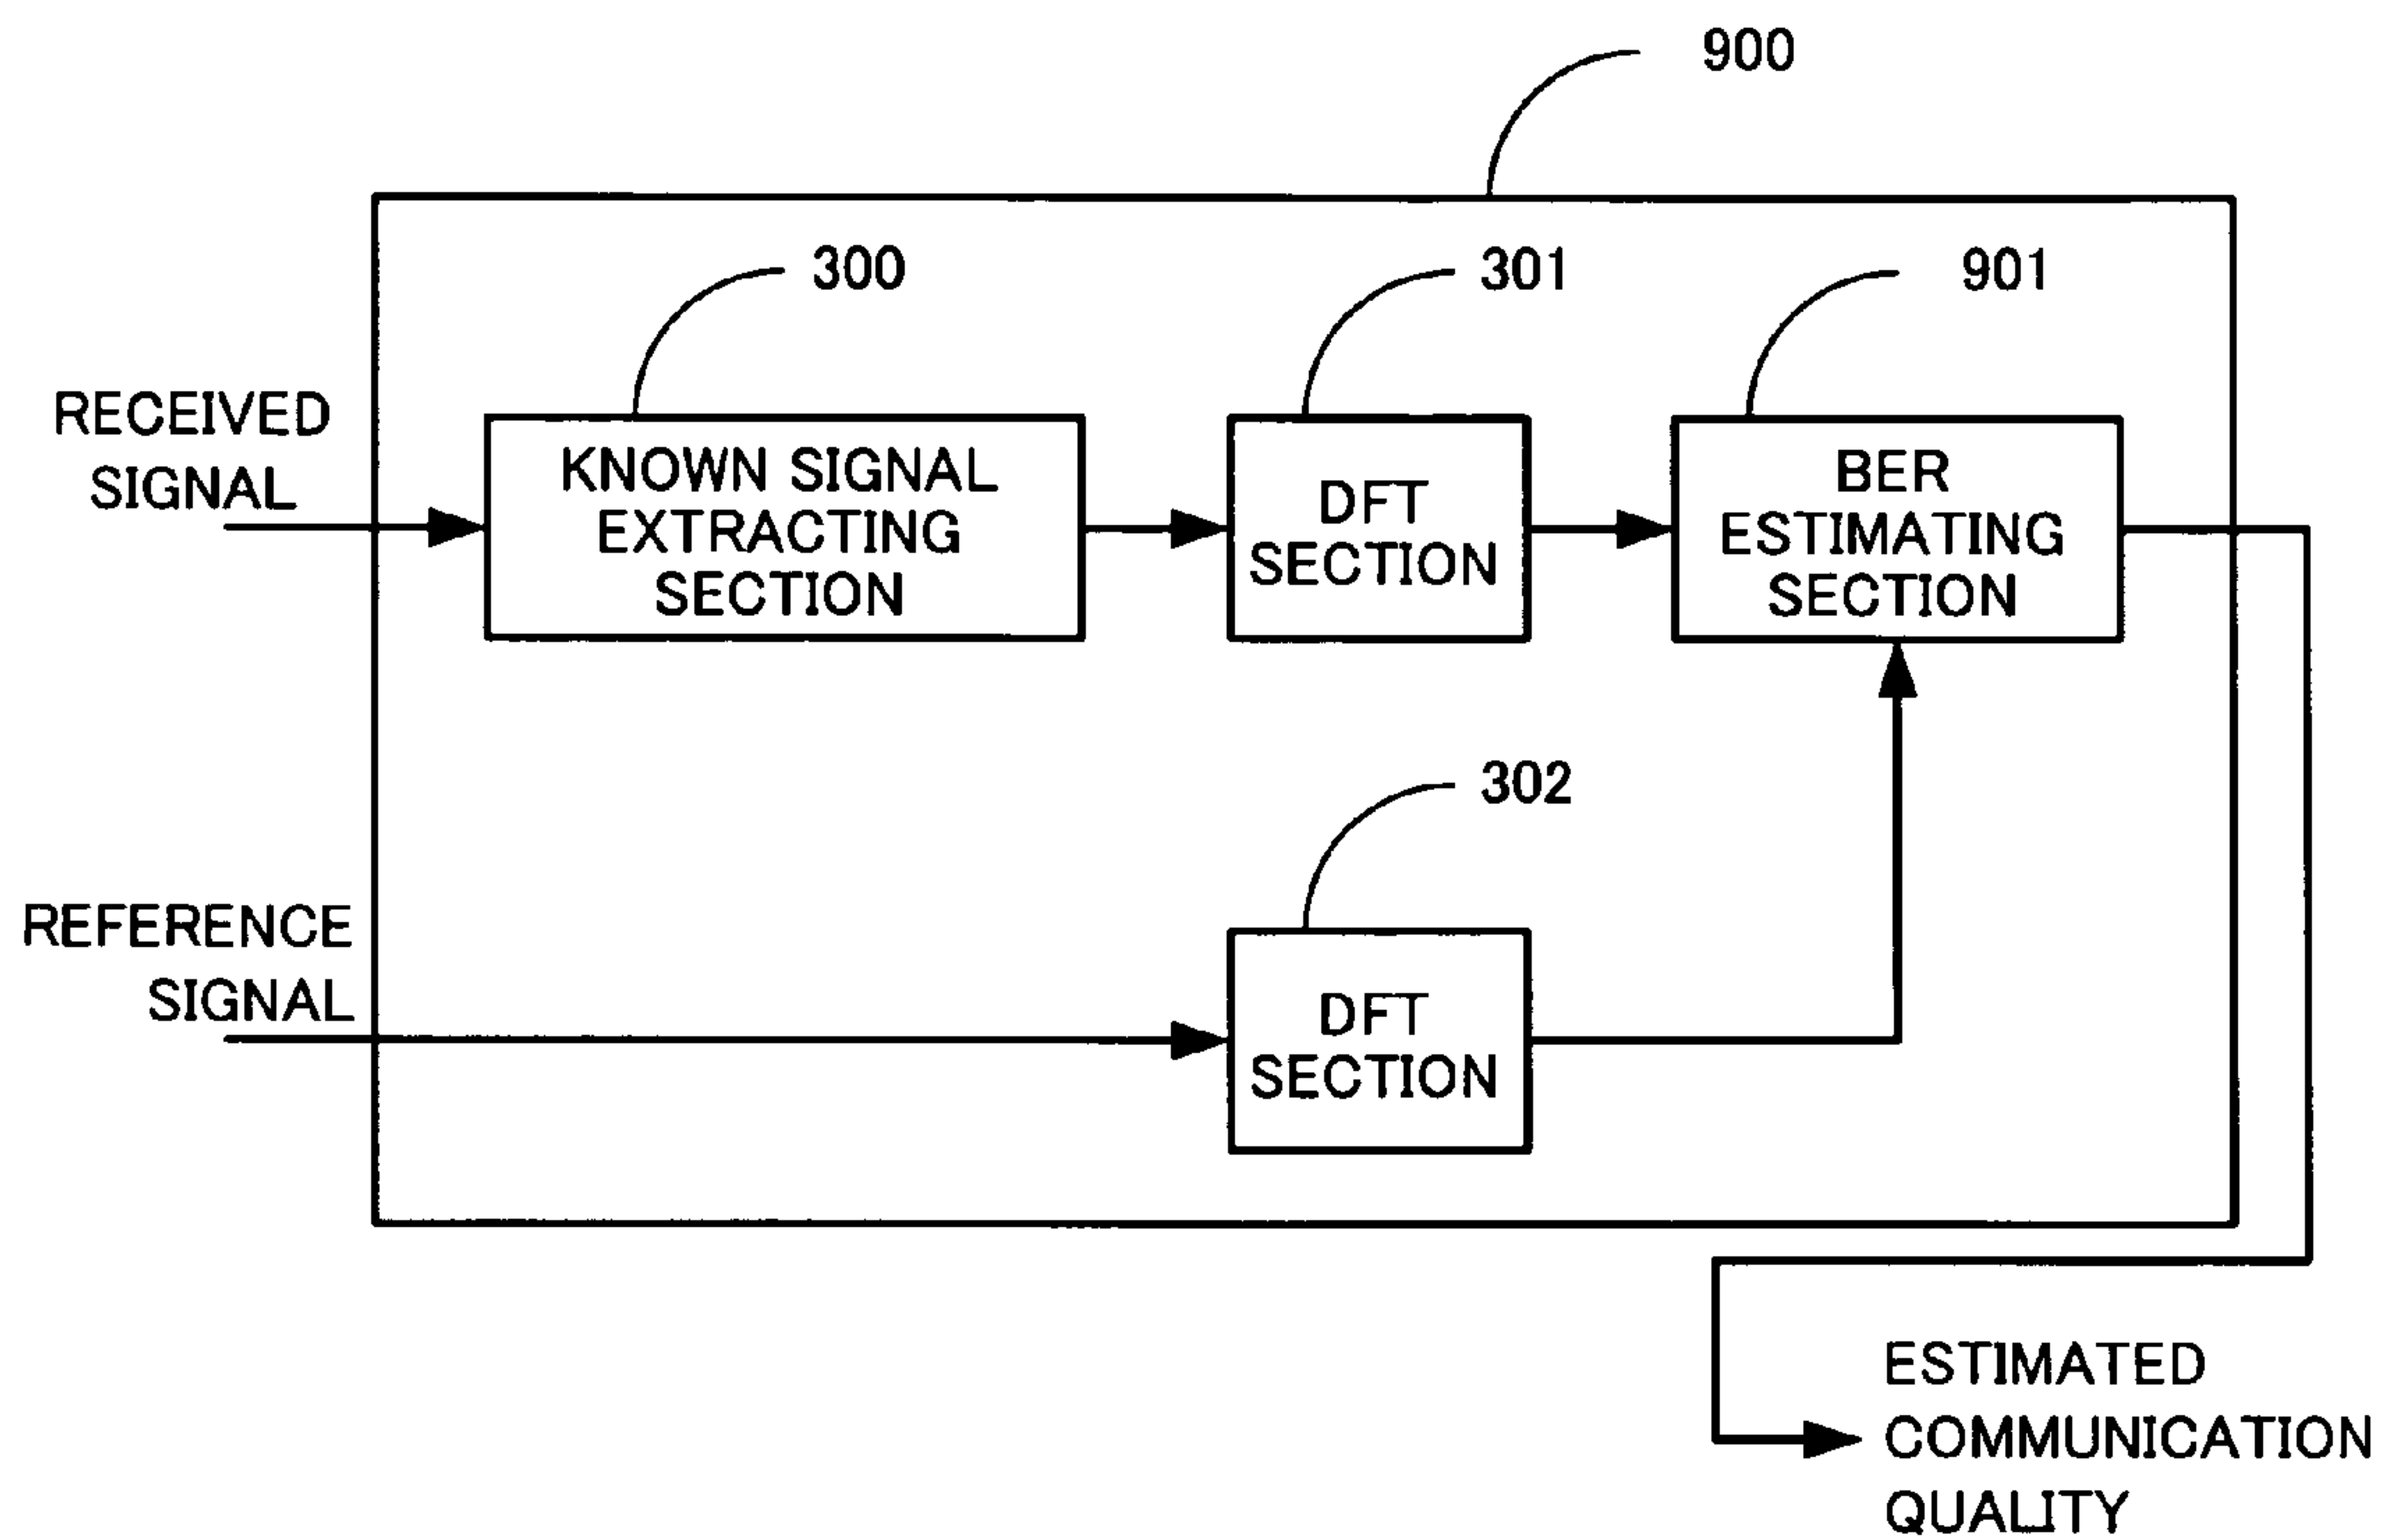 900
300
301
901
RECEIVED
SIGNAL
KNOWN SIGNAL
EXTRACTING
SECTION
DFT
SECTION
BER
ESTIMATING
SECTION
302
REFERENCE
SIGNAL
DFT
SECTION
ESTIMATED
COMMUNICATION
QUALITY